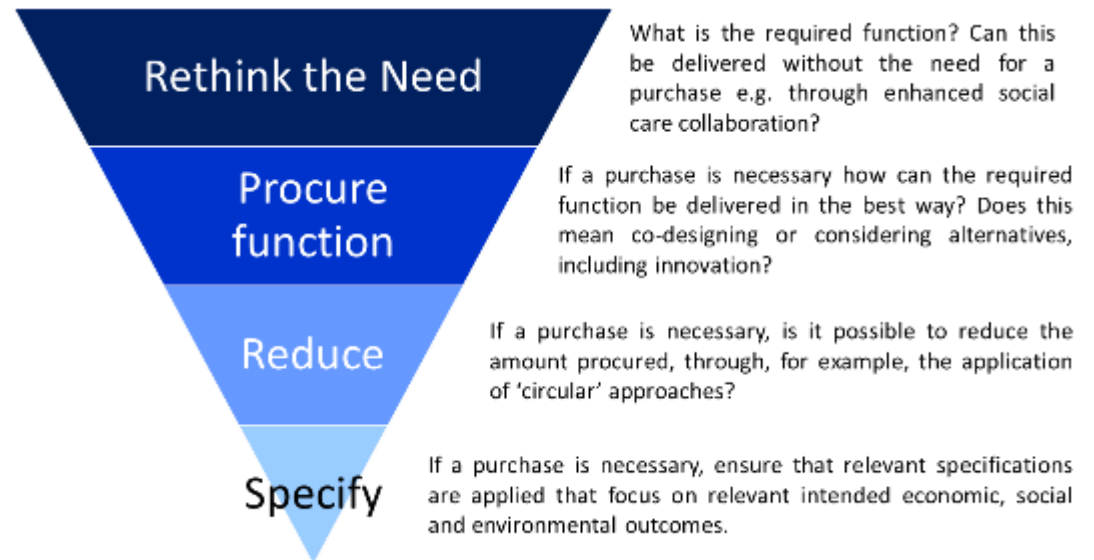 Rethink the Need
What is the required function? Can this
be delivered without the need for a
purchase e.g. through enhanced social
care collaboration?
Procure
function
If a purchase is necessary how can the required
function be delivered in the best way? Does this
mean co-designing or considering alternatives,
including innovation?
Reduce
If a purchase is necessary, is it possible to reduce the
amount procured, through, for example, the application
of ‘circular’ approaches?
Specify
If a purchase is necessary, ensure that relevant specifications
are applied that focus on relevant intended economic, social
and environmental outcomes.